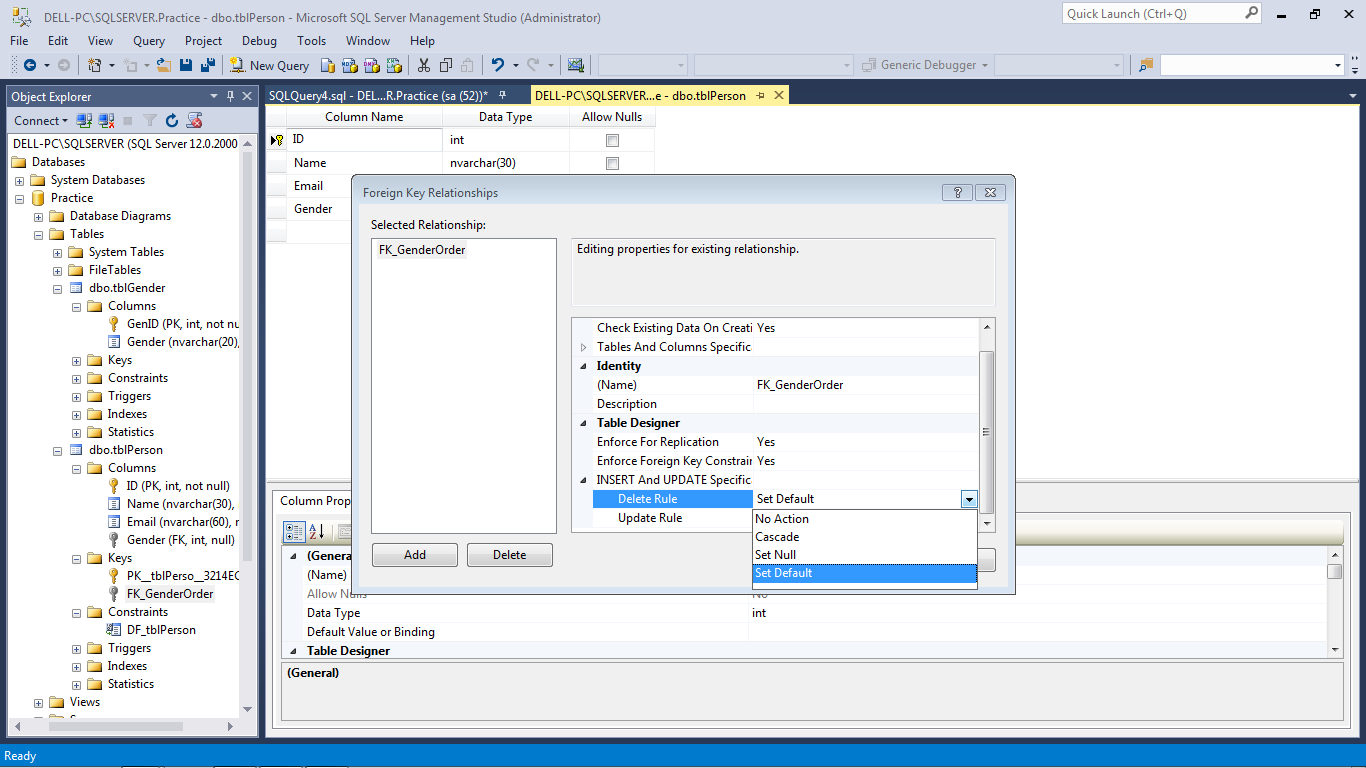 DELL-PC\SQLSERVER.Practice - dbo.tblPerson - Microsoft SQL Server Management Studio (Administrator)
Quick Launch (Ctrl+Q)
File Edit View Query Project Debug Tools Window Help
New Query
Generic Debugger
Object Explorer
Connect
DELL-PC\SQLSERVER (SQL Server 12.0.2000
Databases
System Databases
Practice
Database Diagrams
Tables
System Tables
FileTables
dbo.tblGender
Columns
GenID (PK, int, not nu
Gender (nvarchar(20),
Keys
Constraints
Triggers
Indexes
Statistics
dbo.tblPerson
Columns
ID (PK, int, not null)
Name (nvarchar(30),
Email (nvarchar(60), n
Gender (FK, int, null)
Keys
PK__tblPerso__3214EC
FK_GenderOrder
Constraints
DF_tblPerson
Triggers
Indexes
Statistics
Views
SQLQuery4.sql - DEL...R.Practice (sa (52))*
DELL-PC\SQLSERVER...e - dbo.tblPerson
Column Name Data Type Allow Nulls
ID int
Name nvarchar(30)
Email
Gender
Foreign Key Relationships
Selected Relationship:
FK_GenderOrder
Editing properties for existing relationship.
Check Existing Data On Creati Yes
Tables And Columns Specific
Identity
(Name) FK_GenderOrder
Description
Table Designer
Enforce For Replication Yes
Enforce Foreign Key Constrair Yes
INSERT And UPDATE Specific
Delete Rule Set Default
Update Rule
No Action
Cascade
Set Null
Set Default
Add Delete
Column Prop
(Genera
(Name)
Allow Nulls No
Data Type int
Default Value or Binding
Table Designer
(General)
Ready